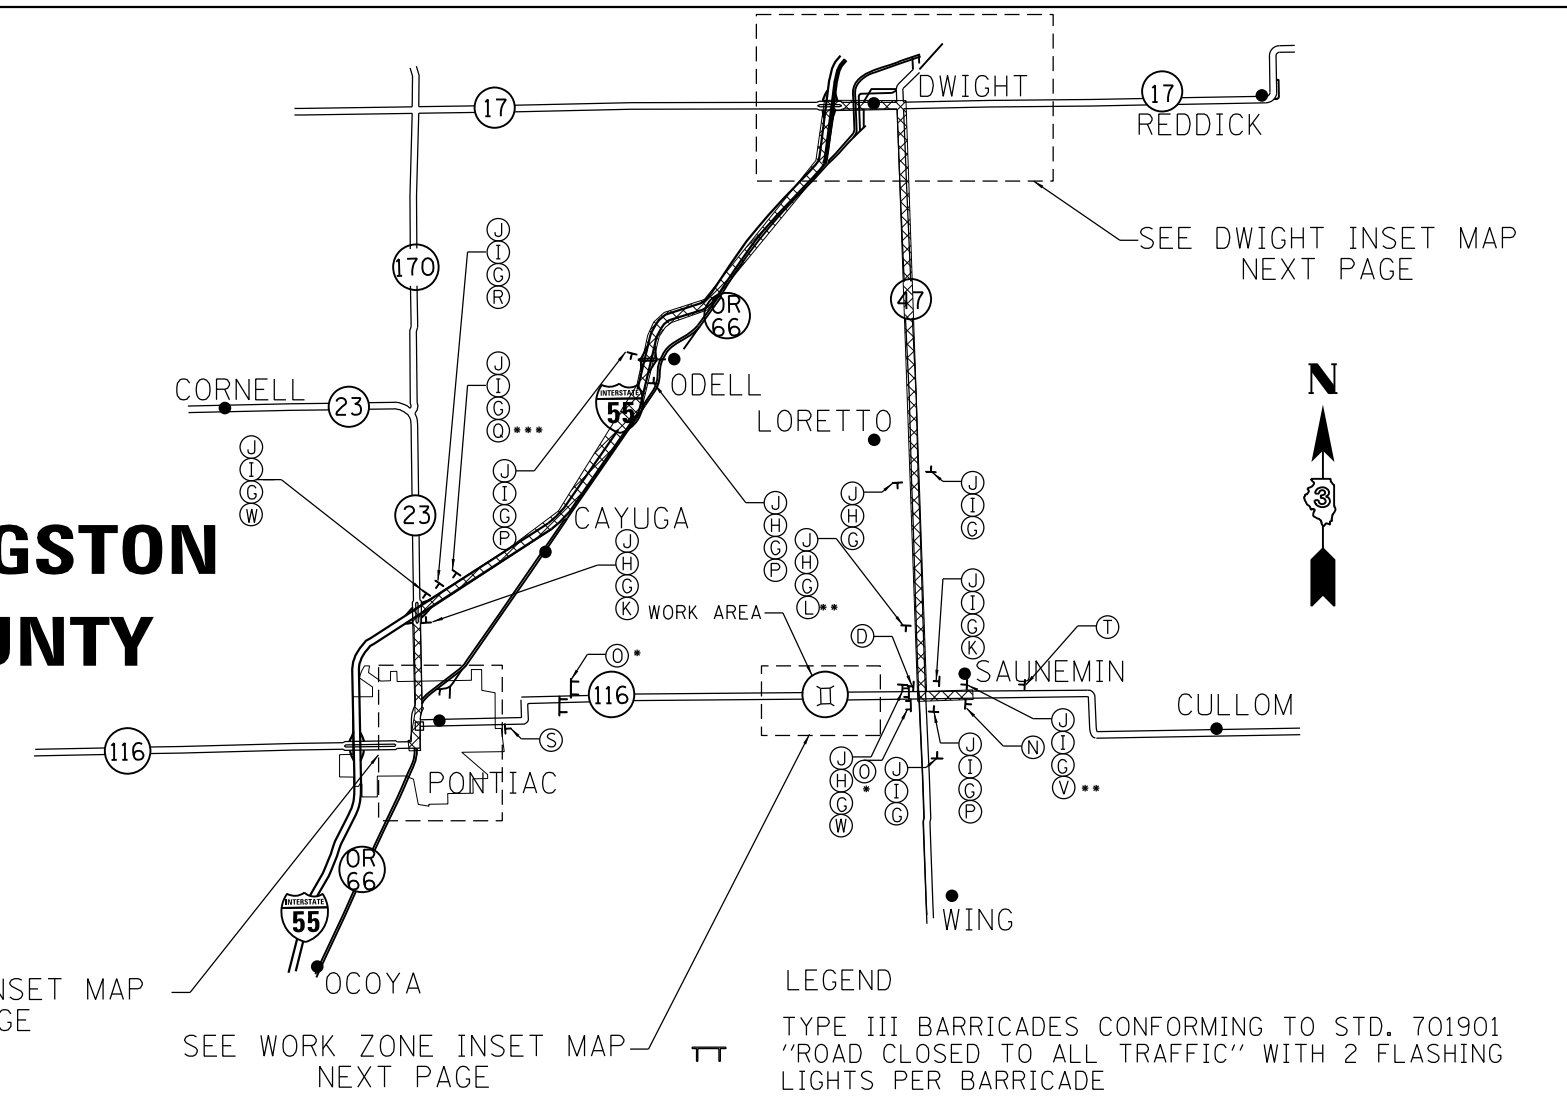 DWIGHT
17
17
REDDICK
SEE DWIGHT INSET MAP
NEXT PAGE
J
I
G
R
170
47
OR
66
J
I
G
Q***
CORNELL
23
ODELL
INTERSTATE
55
LORETTO
N
3
J
I
G
W
J
I
G
P
23
CAYUGA
J
H
G
K
J
H
G
P
J
H
G
J
I
G
J
H
G
L**
GSTON
UNTY
WORK AREA
D
J
I
G
K
T
O*
SAUNEMIN
116
CULLOM
116
S
PONTIAC
J
H
G
W
O
*
J
I
G
J
I
G
P
N
J
I
G
V**
OR
66
INTERSTATE
55
WING
OCOYA
NSET MAP
GE
SEE WORK ZONE INSET MAP
NEXT PAGE
LEGEND
TYPE III BARRICADES CONFORMING TO STD. 701901
"ROAD CLOSED TO ALL TRAFFIC" WITH 2 FLASHING
LIGHTS PER BARRICADE